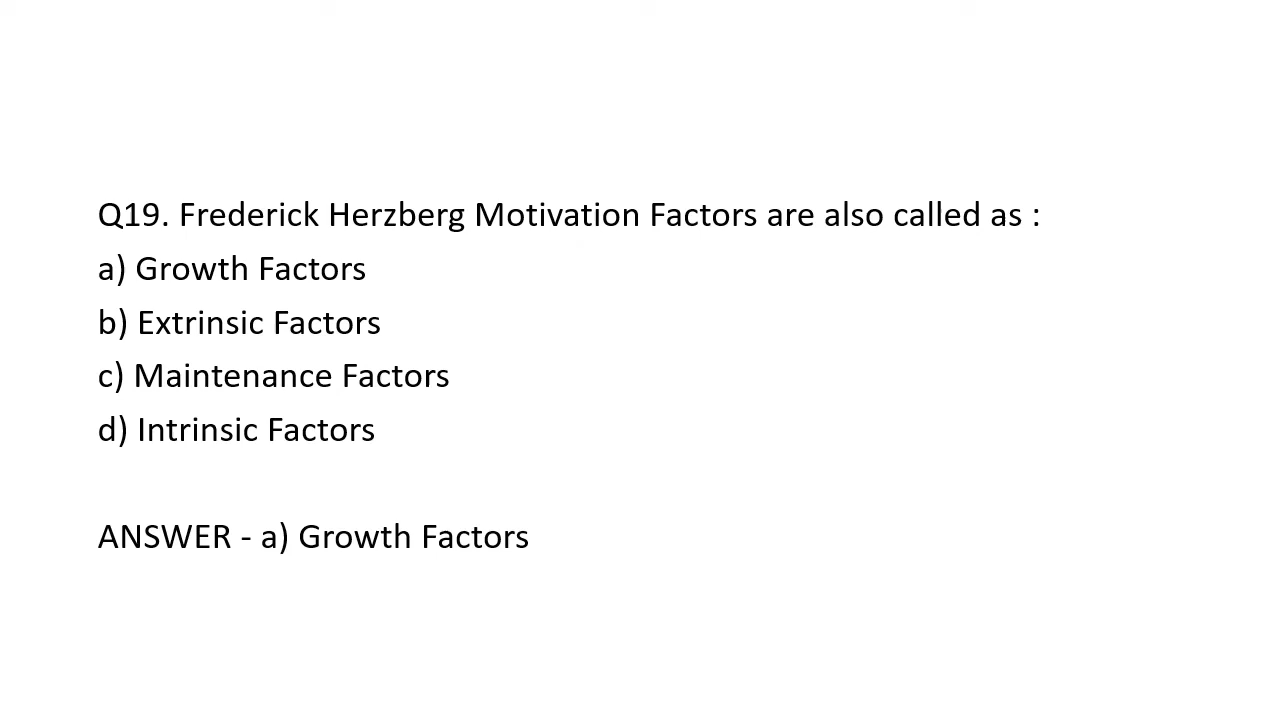 Q19. Frederick Herzberg Motivation Factors are also called as :
a) Growth Factors
b) Extrinsic Factors
c) Maintenance Factors
d) Intrinsic Factors
ANSWER - a) Growth Factors